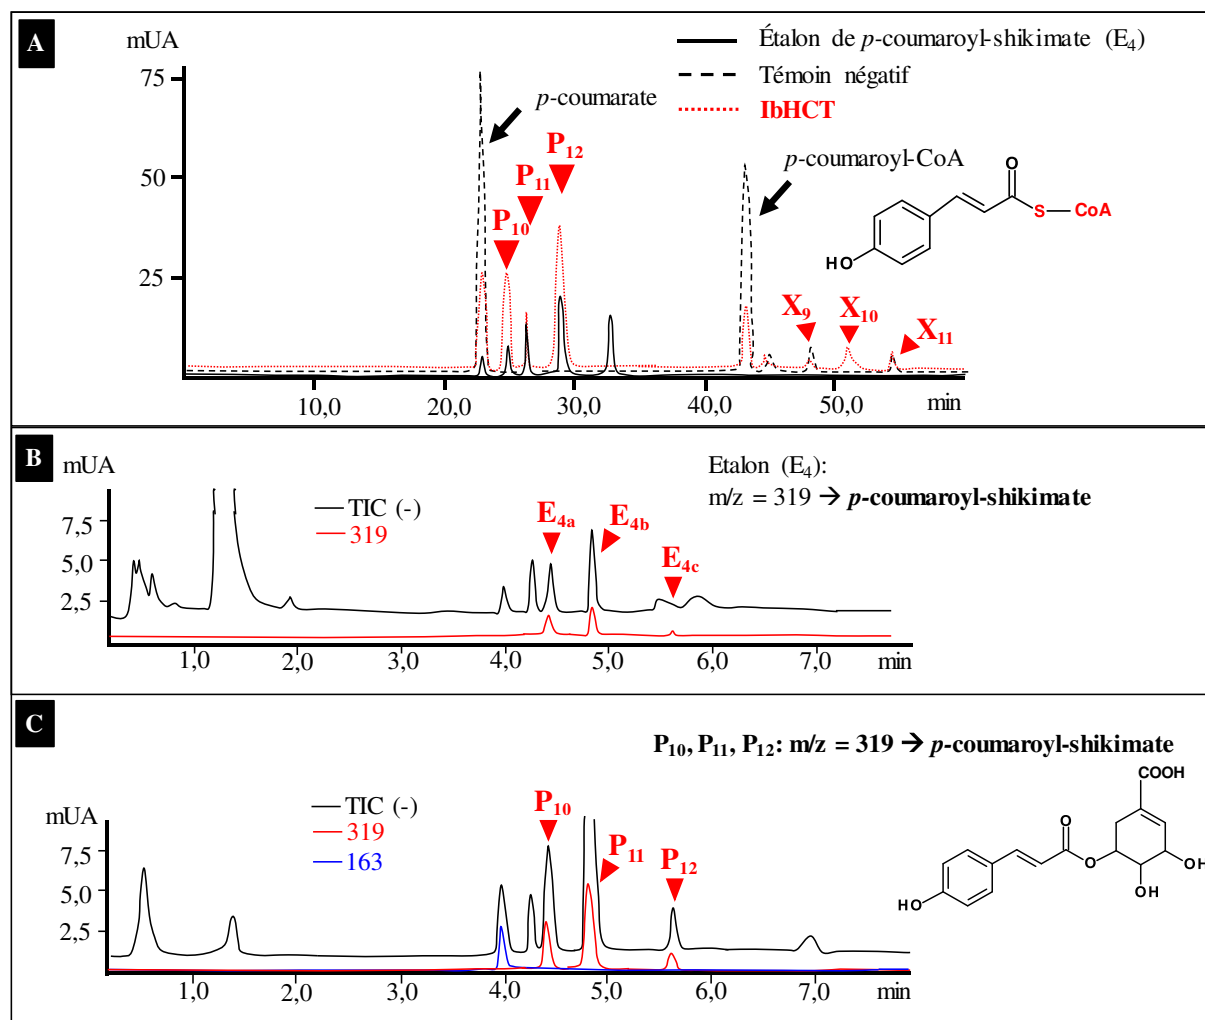 A
mUA
75
50
25
Étalon de p-coumaroyl-shikimate (E4)
Témoin négatif
IbHCT
p-coumarate
P10
P11
P12
p-coumaroyl-CoA
O
S
CoA
HO
X9
X10
X11
10,0
20,0
30,0
40,0
50,0
min
B
mUA
7,5
5,0
2,5
TIC (-)
319
E4a
E4b
E4c
Etalon (E4):
m/z = 319 → p-coumaroyl-shikimate
1,0
2,0
3,0
4,0
5,0
6,0
7,0
min
C
P10, P11, P12: m/z = 319 → p-coumaroyl-shikimate
mUA
7,5
5,0
2,5
TIC (-)
319
163
P10
P11
P12
COOH
O
O
OH
OH
HO
1,0
2,0
3,0
4,0
5,0
6,0
7,0
min